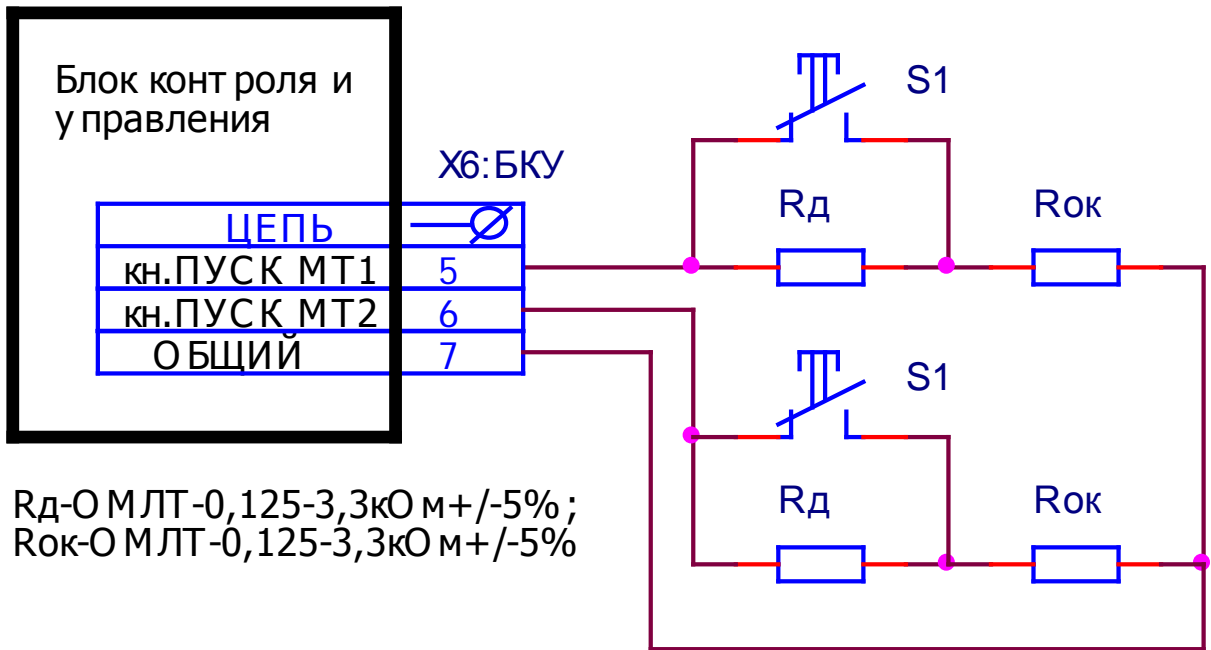 Блок контроля и
управления
Х6:БКУ
ЦЕПЬ
кн.ПУСК МТ1 5
кн.ПУСК МТ2 6
ОБЩИЙ 7
S1
Rд Rок
S1
Rд Rок
Rд-ОМЛТ-0,125-3,3кОм+/-5%;
Rок-ОМЛТ-0,125-3,3кОм+/-5%